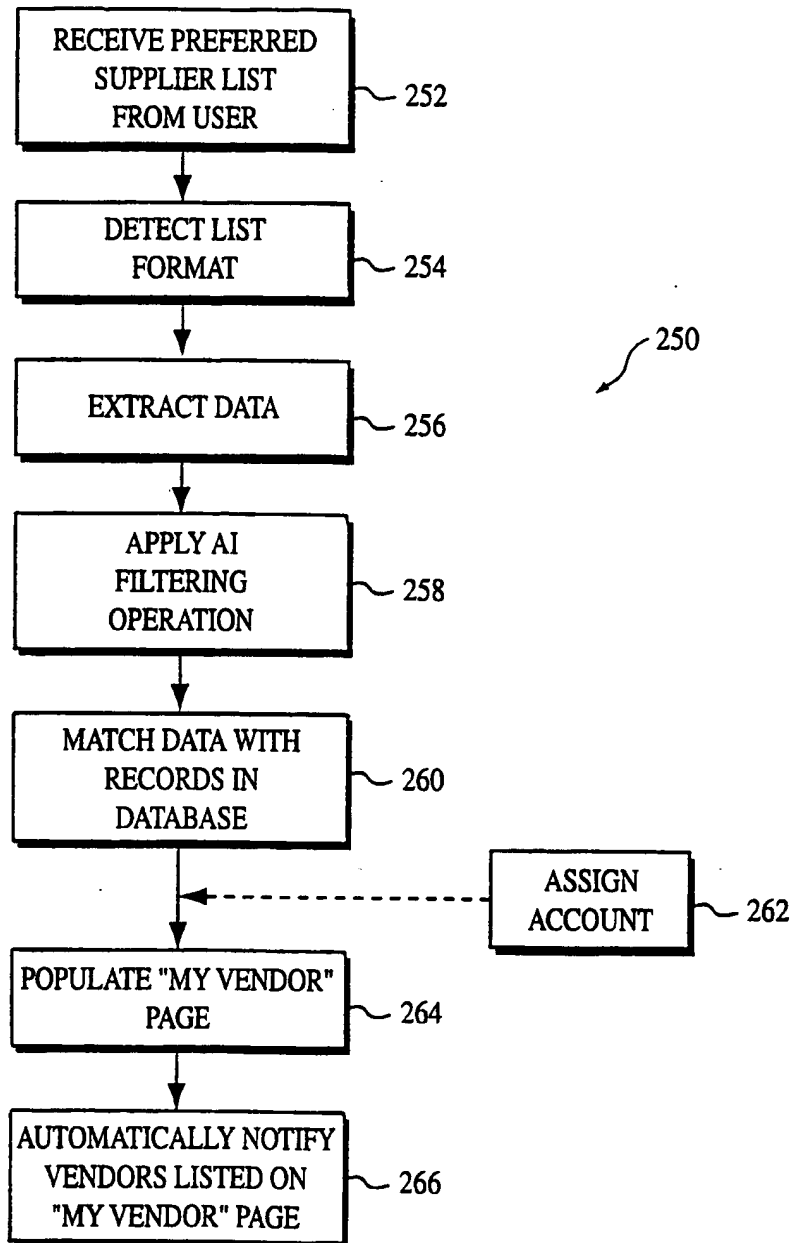 RECEIVE PREFERRED
SUPPLIER LIST
FROM USER
252
DETECT LIST
FORMAT
254
250
EXTRACT DATA
256
APPLY AI
FILTERING
OPERATION
258
MATCH DATA WITH
RECORDS IN
DATABASE
260
ASSIGN
ACCOUNT
262
POPULATE "MY VENDOR"
PAGE
264
AUTOMATICALLY NOTIFY
VENDORS LISTED ON
"MY VENDOR" PAGE
266